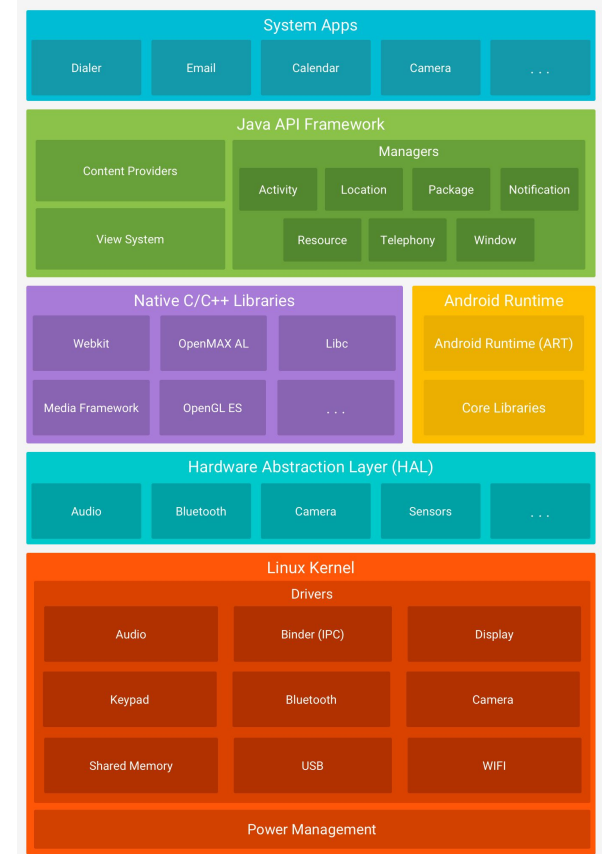 System Apps
Dialer Email Calendar Camera . . .
Java API Framework
Content Providers
View System
Managers
Activity Location Package Notification
Resource Telephony Window
Native C/C++ Libraries
Webkit OpenMAX AL Libc
Media Framework OpenGL ES . . .
Android Runtime
Android Runtime (ART)
Core Libraries
Hardware Abstraction Layer (HAL)
Audio Bluetooth Camera Sensors . . .
Linux Kernel
Drivers
Audio Binder (IPC) Display
Keypad Bluetooth Camera
Shared Memory USB WIFI
Power Management